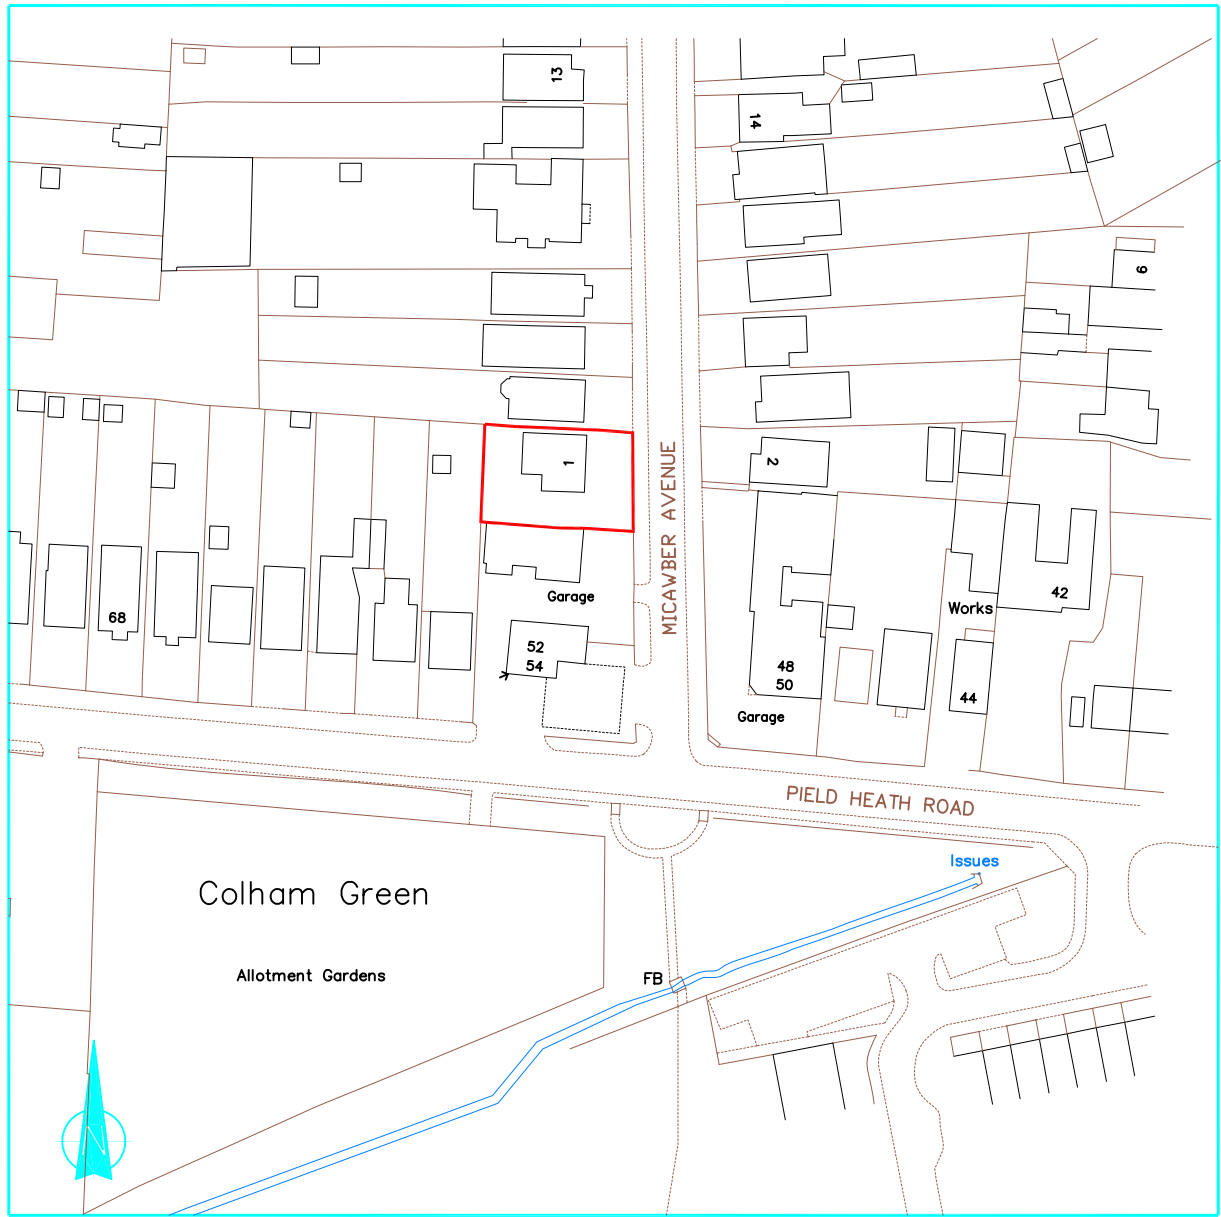 13
14
9
1
2
MICAWBER AVENUE
Garage
42
Works
68
52
54
48
50
44
Garage
PIELD HEATH ROAD
Issues
Colham Green
Allotment Gardens
FB
N